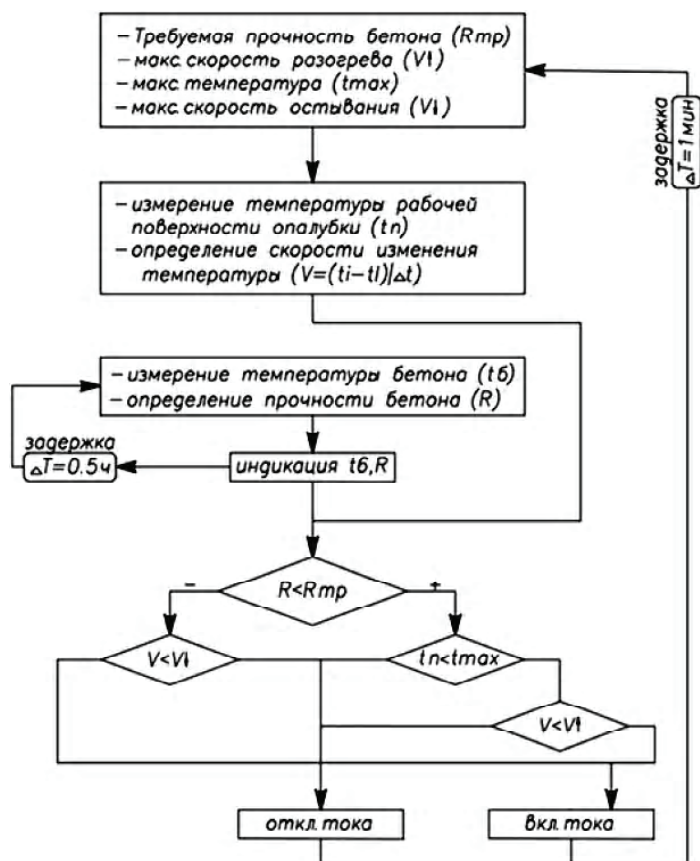 – Требуемая прочность бетона (Rтр)
– макс. скорость разогрева (V↑)
– макс. температура (tmax)
– макс. скорость остывания (V↓)
задержка
ΔT=1мин
– измерение температуры рабочей
поверхности опалубки (tп)
– определение скорости изменения
температуры (V=(ti–tl)|Δt)
– измерение температуры бетона (tб)
– определение прочности бетона (R)
задержка
ΔT=0.5ч
индикация tб,R
–
R<Rтр
+
V<V↓
tп<tmax
V<V↑
откл. тока
вкл. тока